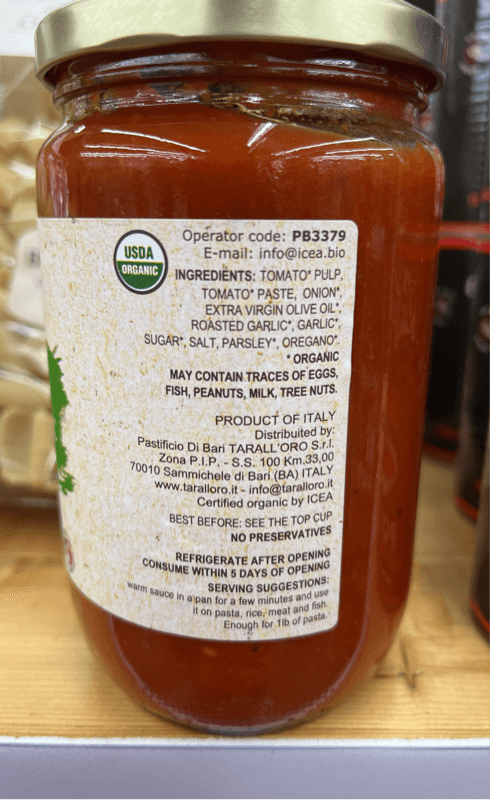 USDA
ORGANIC
Operator code: PB3379
E-mail: info@icea.bio
INGREDIENTS: TOMATO* PULP,
TOMATO* PASTE, ONION*,
EXTRA VIRGIN OLIVE OIL*,
ROASTED GARLIC*, GARLIC*,
SUGAR*, SALT, PARSLEY*, OREGANO*.
* ORGANIC
MAY CONTAIN TRACES OF EGGS,
FISH, PEANUTS, MILK, TREE NUTS.
PRODUCT OF ITALY
Distribuited by:
Pastificio Di Bari TARALL'ORO S.r.l.
Zona P.I.P. - S.S. 100 Km.33,00
70010 Sammichele di Bari (BA) ITALY
www.taralloro.it - info@taralloro.it
Certified organic by ICEA
BEST BEFORE: SEE THE TOP CUP
NO PRESERVATIVES
REFRIGERATE AFTER OPENING
CONSUME WITHIN 5 DAYS OF OPENING
SERVING SUGGESTIONS:
warm sauce in a pan for a few minutes and use
it on pasta, rice, meat and fish.
Enough for 1lb of pasta.